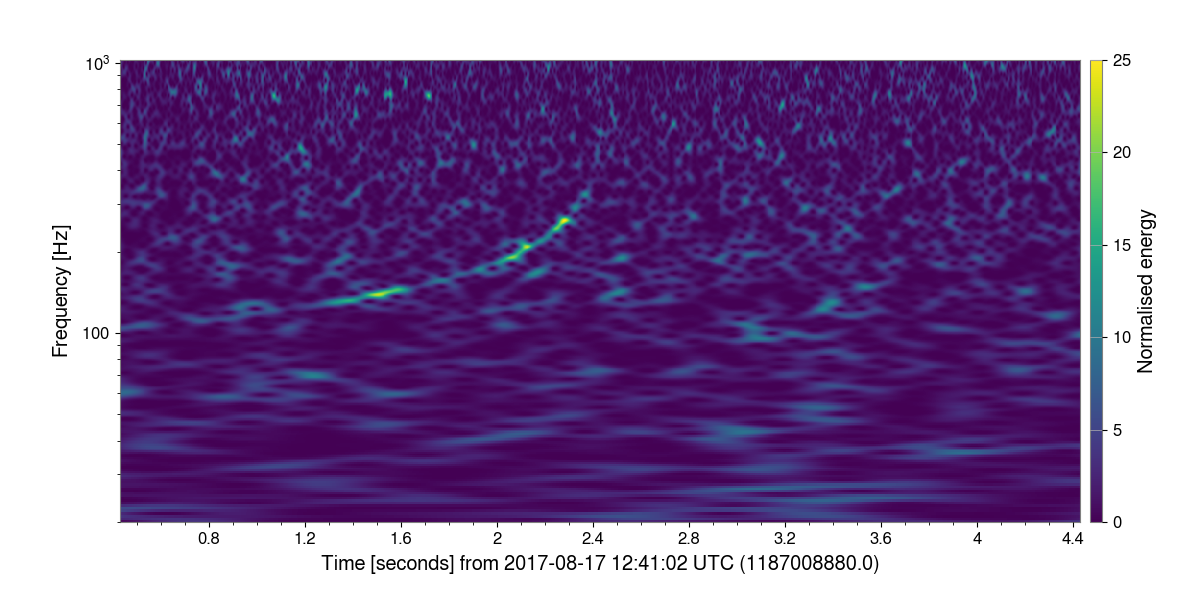 10³
100
Frequency [Hz]
0.8 1.2 1.6 2 2.4 2.8 3.2 3.6 4 4.4
Time [seconds] from 2017-08-17 12:41:02 UTC (1187008880.0)
25
20
15
10
5
0
Normalised energy